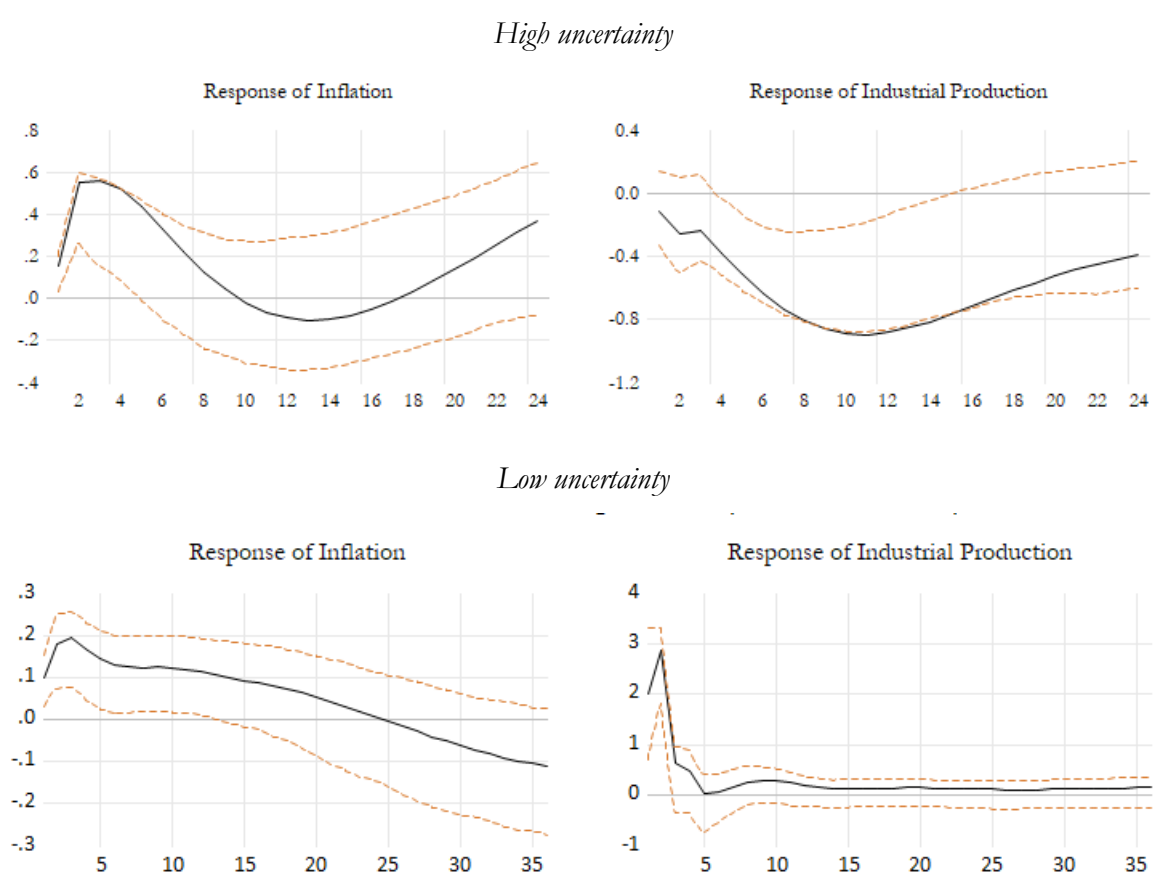 High uncertainty
Response of Inflation
.8
.6
.4
.2
.0
-.2
-.4
2 4 6 8 10 12 14 16 18 20 22 24
Response of Industrial Production
0.4
0.0
-0.4
-0.8
-1.2
2 4 6 8 10 12 14 16 18 20 22 24
Low uncertainty
Response of Inflation
.3
.2
.1
.0
-.1
-.2
-.3
5 10 15 20 25 30 35
Response of Industrial Production
4
3
2
1
0
-1
5 10 15 20 25 30 35